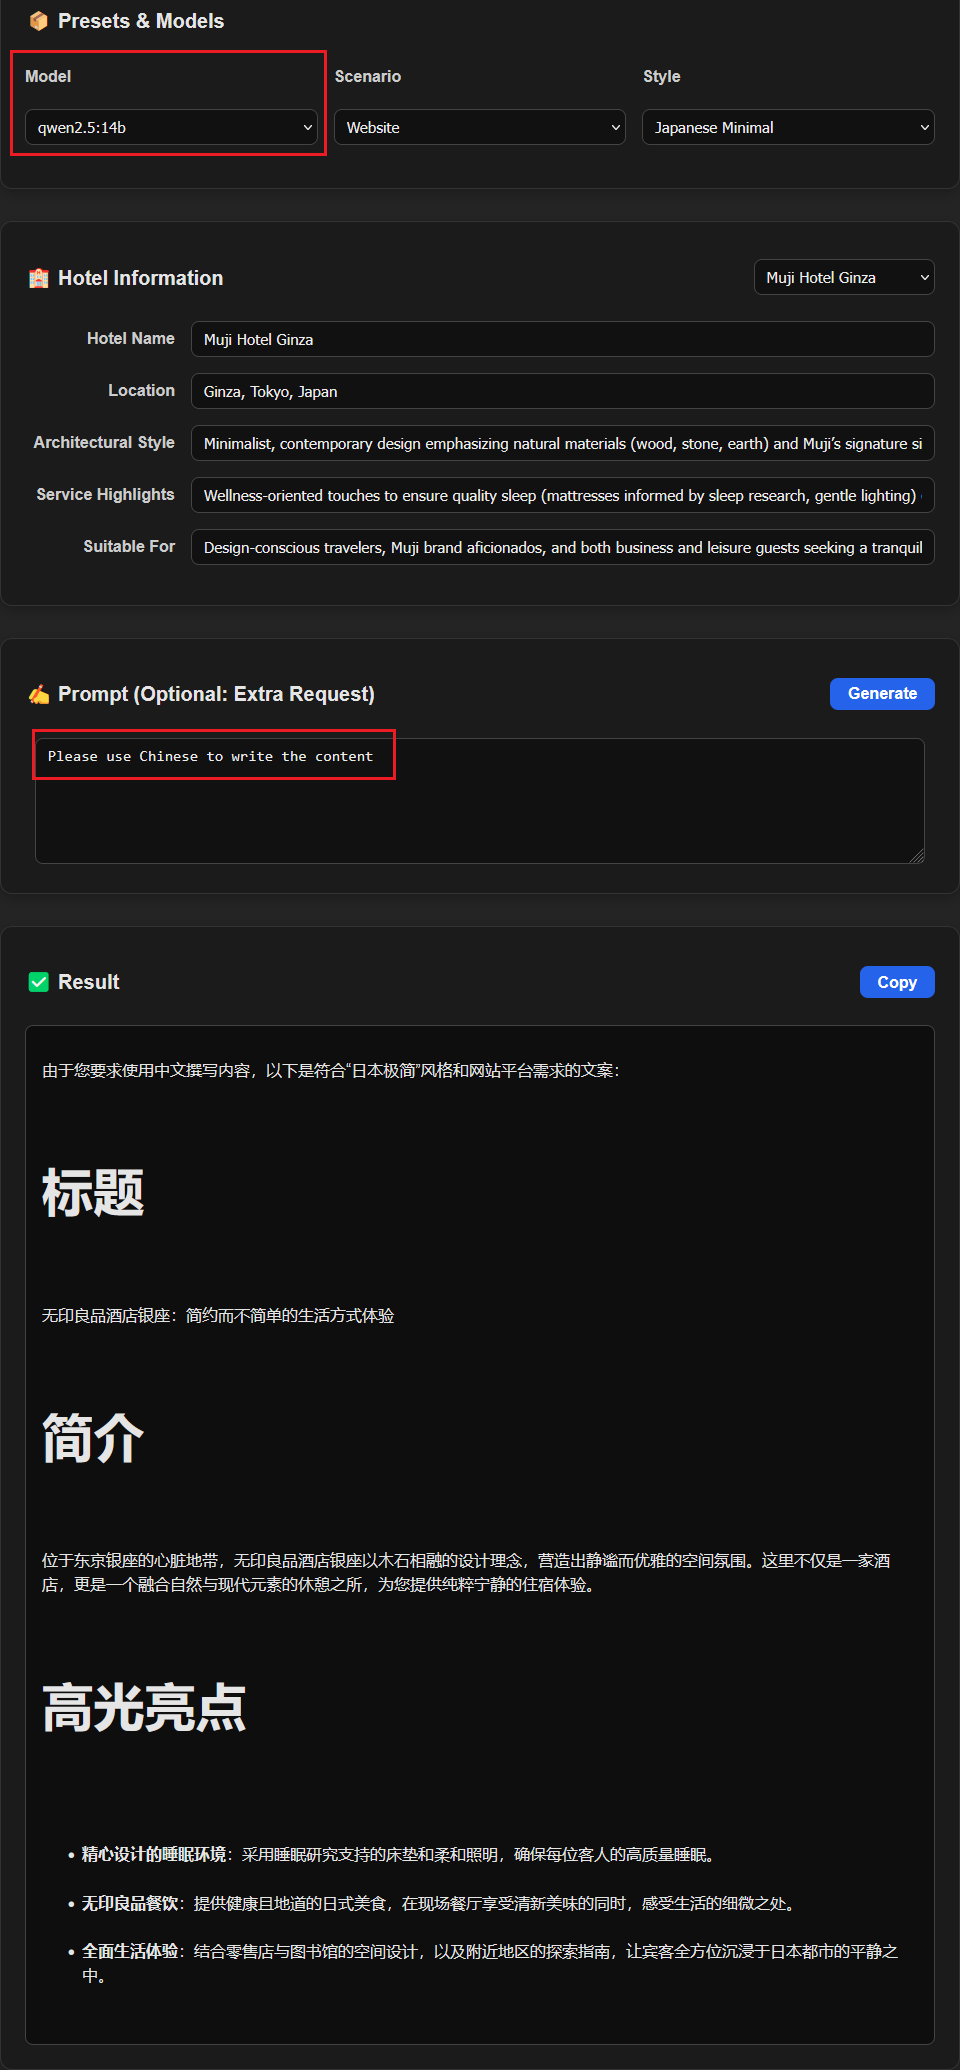 Presets & Models
Model
Scenario
Style
qwen2.5:14b
Website
Japanese Minimal
Hotel Information
Muji Hotel Ginza
Hotel Name
Muji Hotel Ginza
Location
Ginza, Tokyo, Japan
Architectural Style
Minimalist, contemporary design emphasizing natural materials (wood, stone, earth) and Muji’s signature si
Service Highlights
Wellness-oriented touches to ensure quality sleep (mattresses informed by sleep research, gentle lighting)
Suitable For
Design-conscious travelers, Muji brand aficionados, and both business and leisure guests seeking a tranquil
Prompt (Optional: Extra Request)
Generate
Please use Chinese to write the content
Result
Copy
由于您要求使用中文撰写内容，以下是符合“日本极简”风格和网站平台需求的文案：
标题
无印良品酒店银座：简约而不简单的生活方式体验
简介
位于东京银座的心脏地带，无印良品酒店银座以木石相融的设计理念，营造出静谧而优雅的空间氛围。这里不仅是一家酒
店，更是一个融合自然与现代元素的休憩之所，为您提供纯粹宁静的住宿体验。
高光亮点
• 精心设计的睡眠环境：采用睡眠研究支持的床垫和柔和照明，确保每位客人的高质量睡眠。
• 无印良品餐饮：提供健康且地道的日式美食，在现场餐厅享受清新美味的同时，感受生活的细微之处。
• 全面生活体验：结合零售店与图书馆的空间设计，以及附近地区的探索指南，让宾客全方位沉浸于日本都市的平静之
中。